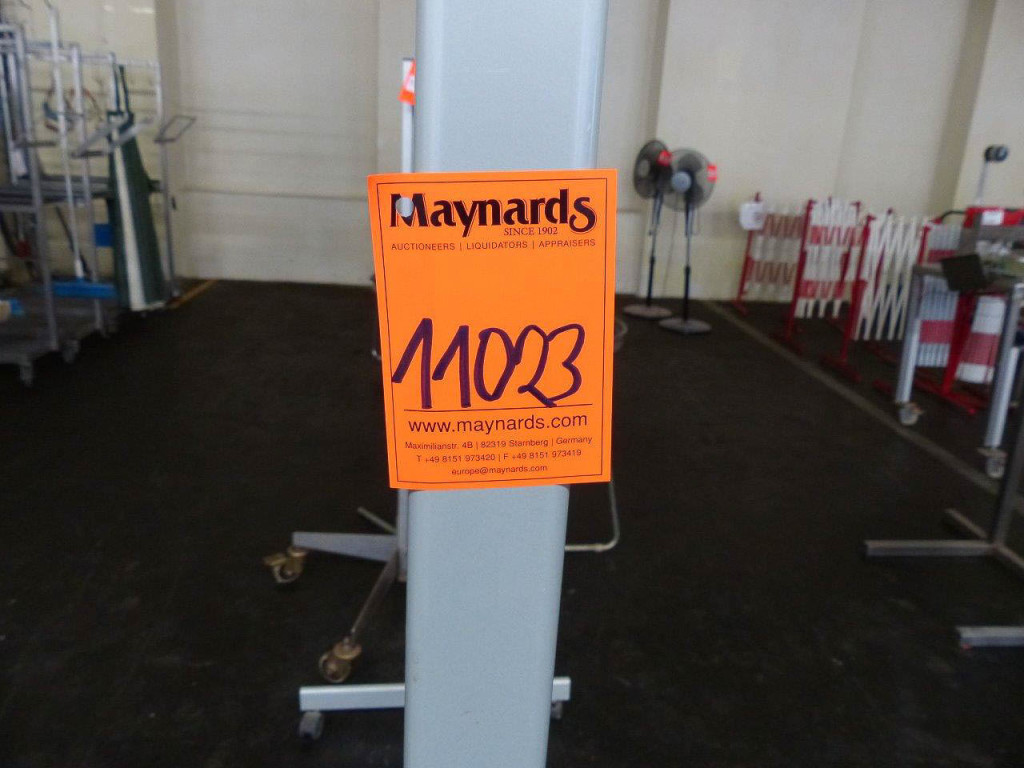 Maynards
SINCE 1902
AUCTIONEERS | LIQUIDATORS | APPRAISERS
11023
www.maynards.com
Maximilianstr. 4B | 82319 Starnberg | Germany
T +49 8151 973420 | F +49 8151 973419
europe@maynards.com